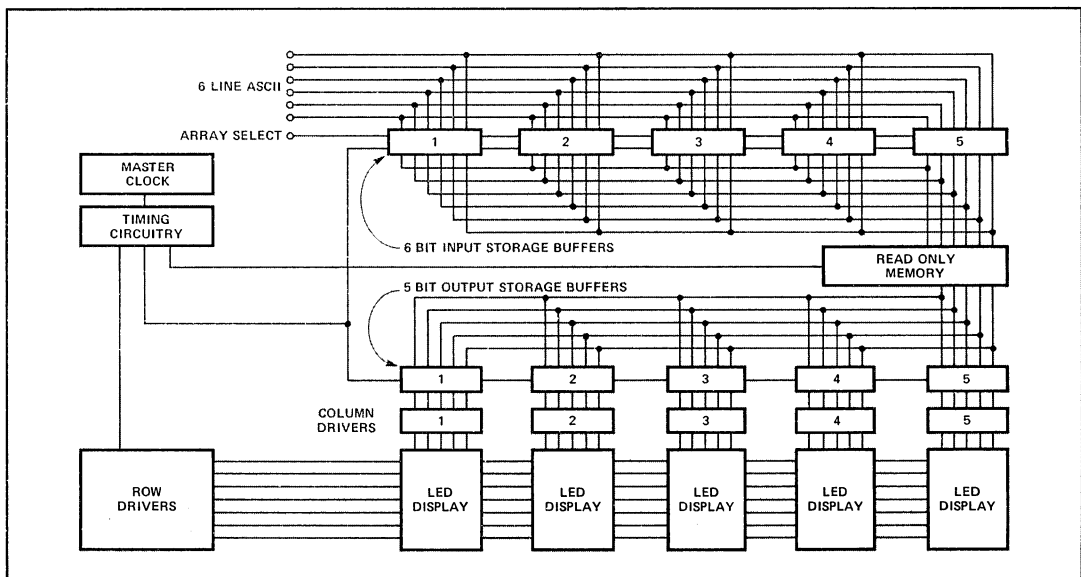 6 LINE ASCII
ARRAY SELECT
1 2 3 4 5
MASTER
CLOCK
TIMING
CIRCUITRY
6 BIT INPUT STORAGE BUFFERS
READ ONLY
MEMORY
5 BIT OUTPUT STORAGE BUFFERS
1 2 3 4 5
COLUMN
DRIVERS
1 2 3 4 5
ROW
DRIVERS
LED
DISPLAY
LED
DISPLAY
LED
DISPLAY
LED
DISPLAY
LED
DISPLAY